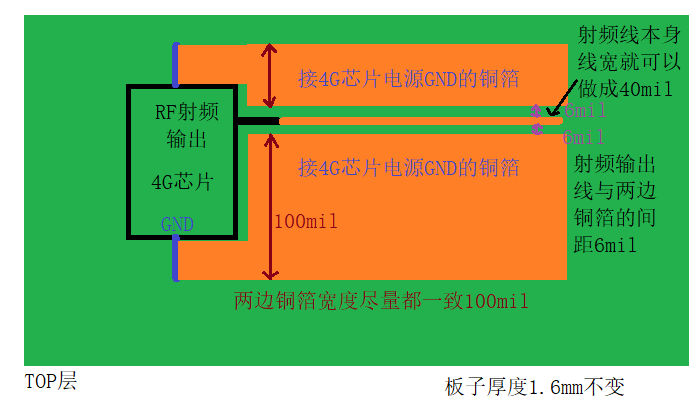 射频线本身
线宽就可以
做成40mil
接4G芯片电源GND的铜箔
RF射频
输出
6mil
6mil
接4G芯片电源GND的铜箔
4G芯片
射频输出
线与两边
铜箔的间
距6mil
GND
100mil
两边铜箔宽度尽量都一致100mil
TOP层
板子厚度1.6mm不变